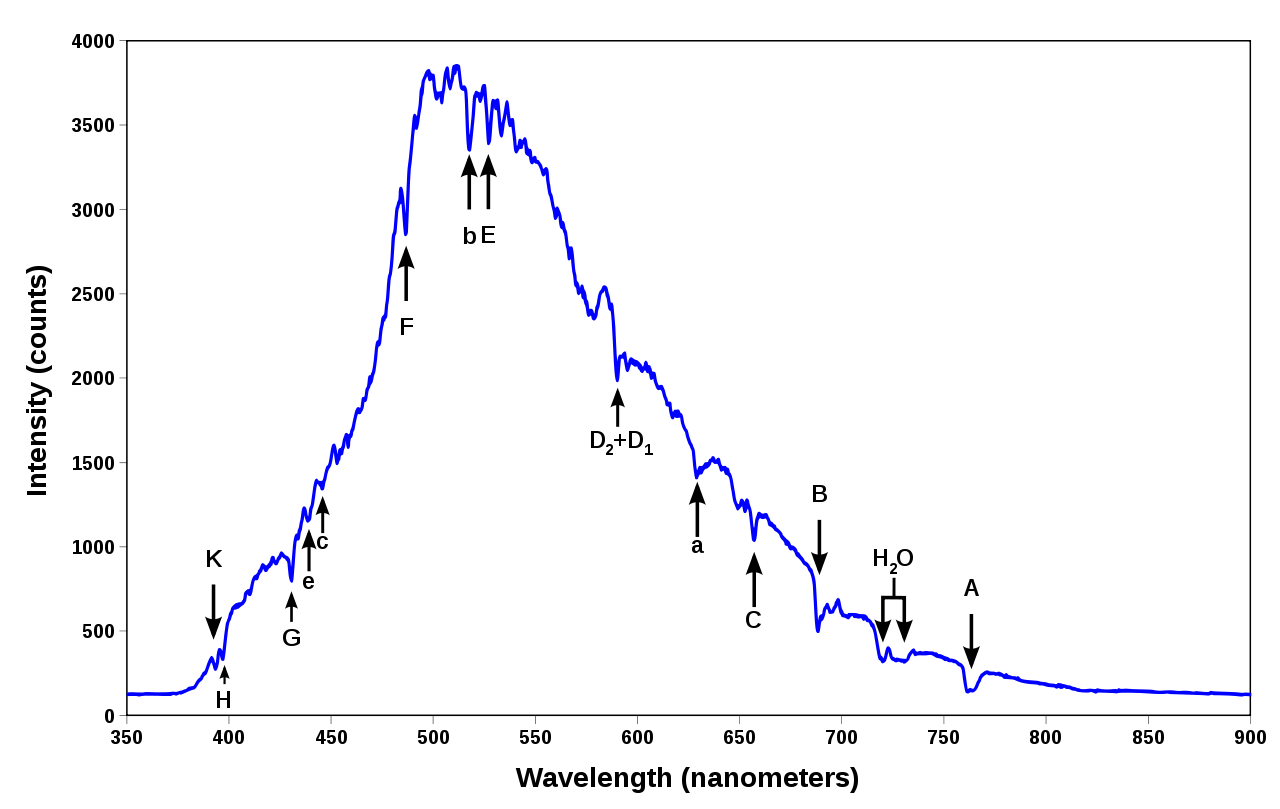 4000
3500
3000
2500
2000
1500
1000
500
0
Intensity (counts)
350 400 450 500 550 600 650 700 750 800 850 900
Wavelength (nanometers)
K
H
G
e
c
F
b E
D₂+D₁
a
C
B
H₂O
A